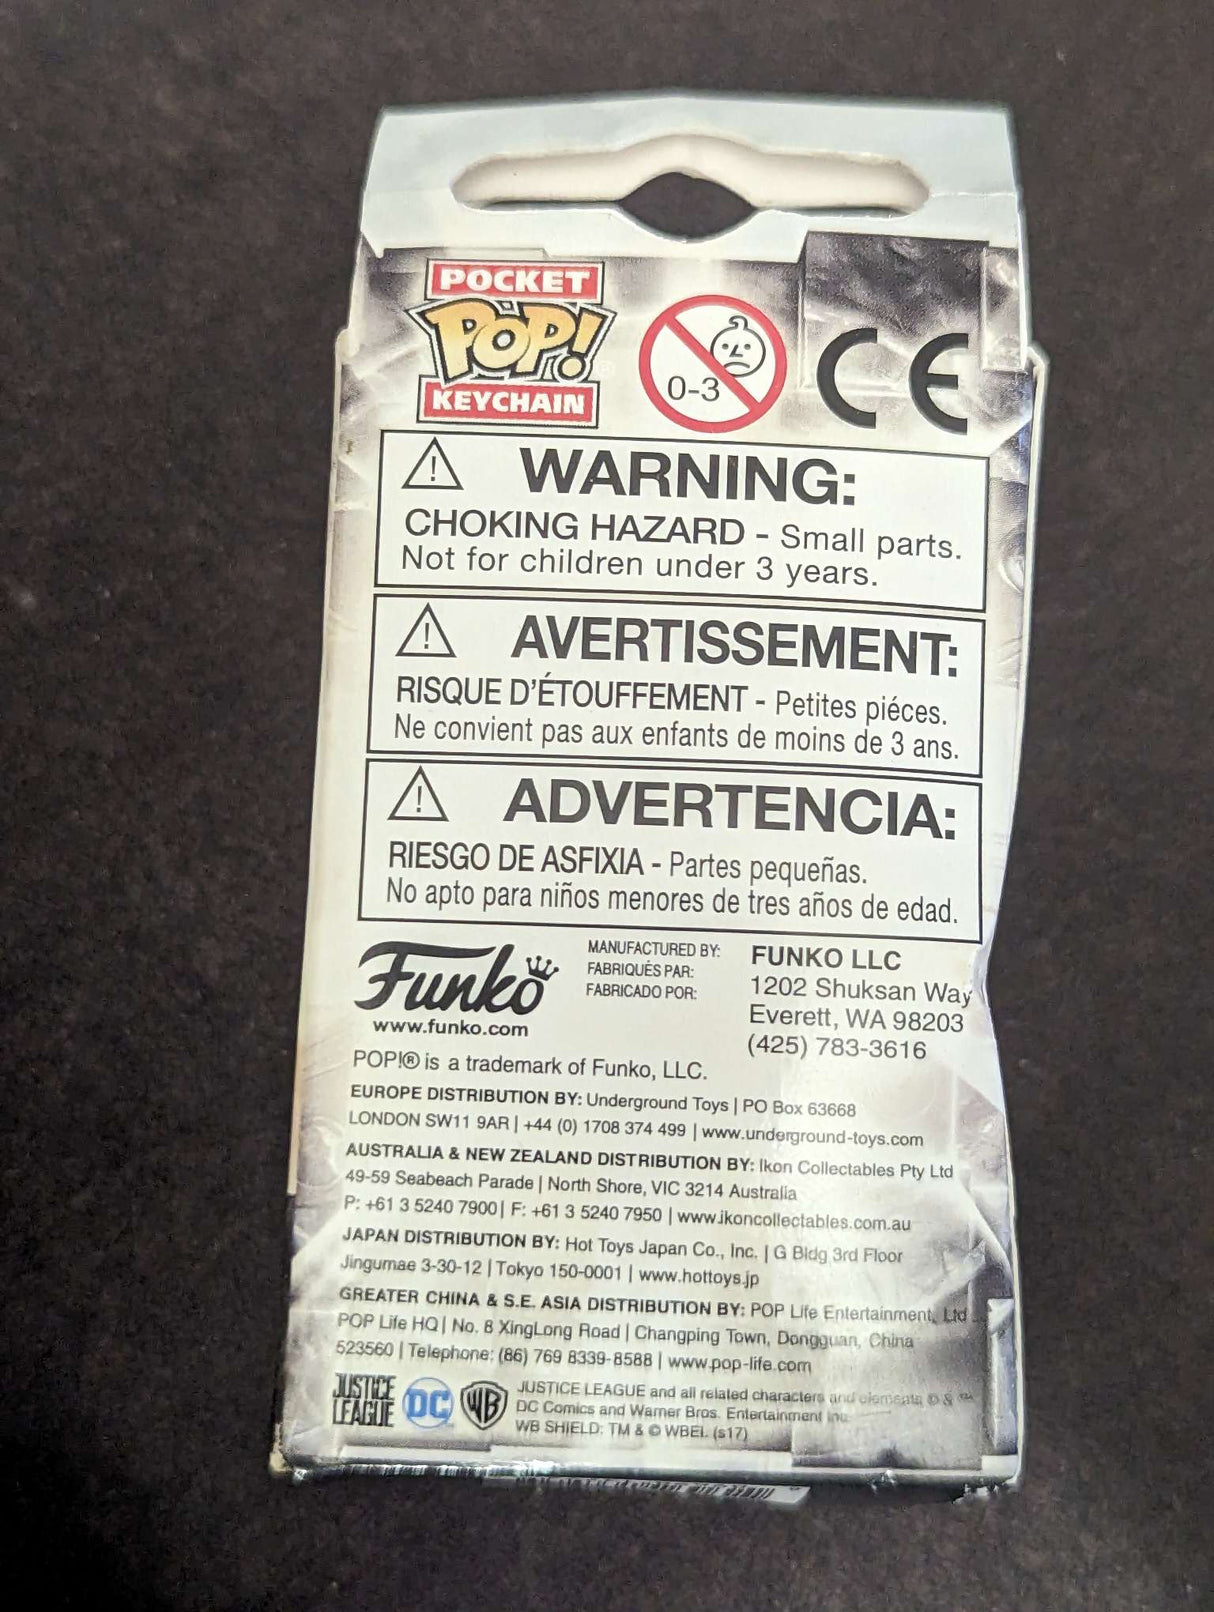 POCKET
POP!
KEYCHAIN
0-3
CE
WARNING:
CHOKING HAZARD - Small parts.
Not for children under 3 years.
AVERTISSEMENT:
RISQUE D'ÉTOUFFEMENT - Petites piéces.
Ne convient pas aux enfants de moins de 3 ans.
ADVERTENCIA:
RIESGO DE ASFIXIA - Partes pequeñas.
No apto para niños menores de tres años de edad.
Funko
www.funko.com
MANUFACTURED BY:
FABRIQUÉS PAR:
FABRICADO POR:
FUNKO LLC
1202 Shuksan Way
Everett, WA 98203
(425) 783-3616
POP!® is a trademark of Funko, LLC.
EUROPE DISTRIBUTION BY: Underground Toys | PO Box 63668
LONDON SW11 9AR | +44 (0) 1708 374 499 | www.underground-toys.com
AUSTRALIA & NEW ZEALAND DISTRIBUTION BY: Ikon Collectables Pty Ltd
49-59 Seabeach Parade | North Shore, VIC 3214 Australia
P: +61 3 5240 7900 | F: +61 3 5240 7950 | www.ikoncollectables.com.au
JAPAN DISTRIBUTION BY: Hot Toys Japan Co., Inc. | G Bldg 3rd Floor
Jingumae 3-30-12 | Tokyo 150-0001 | www.hottoys.jp
GREATER CHINA & S.E. ASIA DISTRIBUTION BY: POP Life Entertainment, Ltd
POP Life HQ | No. 8 XingLong Road | Changping Town, Dongguan, China
523560 | Telephone: (86) 769 8339-8588 | www.pop-life.com
JUSTICE
LEAGUE
DC
WB
JUSTICE LEAGUE and all related characters and elements © & ™
DC Comics and Warner Bros. Entertainment Inc.
WB SHIELD: TM & © WBEI. (s17)